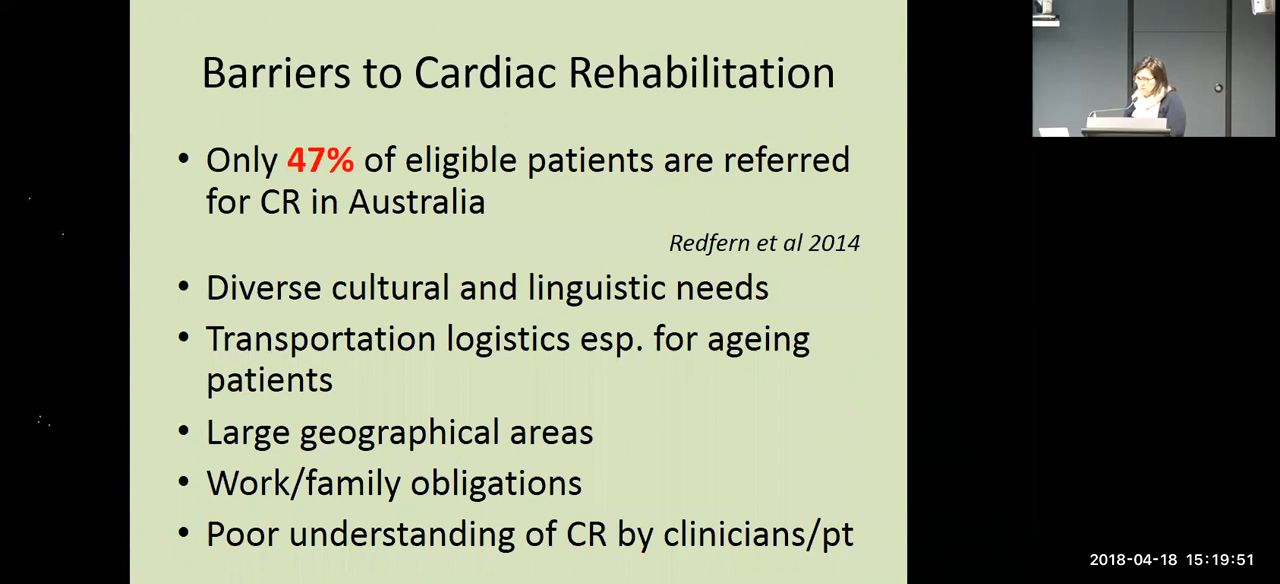 Barriers to Cardiac Rehabilitation
• Only 47% of eligible patients are referred
for CR in Australia
Redfern et al 2014
• Diverse cultural and linguistic needs
• Transportation logistics esp. for ageing
patients
• Large geographical areas
• Work/family obligations
• Poor understanding of CR by clinicians/pt
2018-04-18 15:19:51